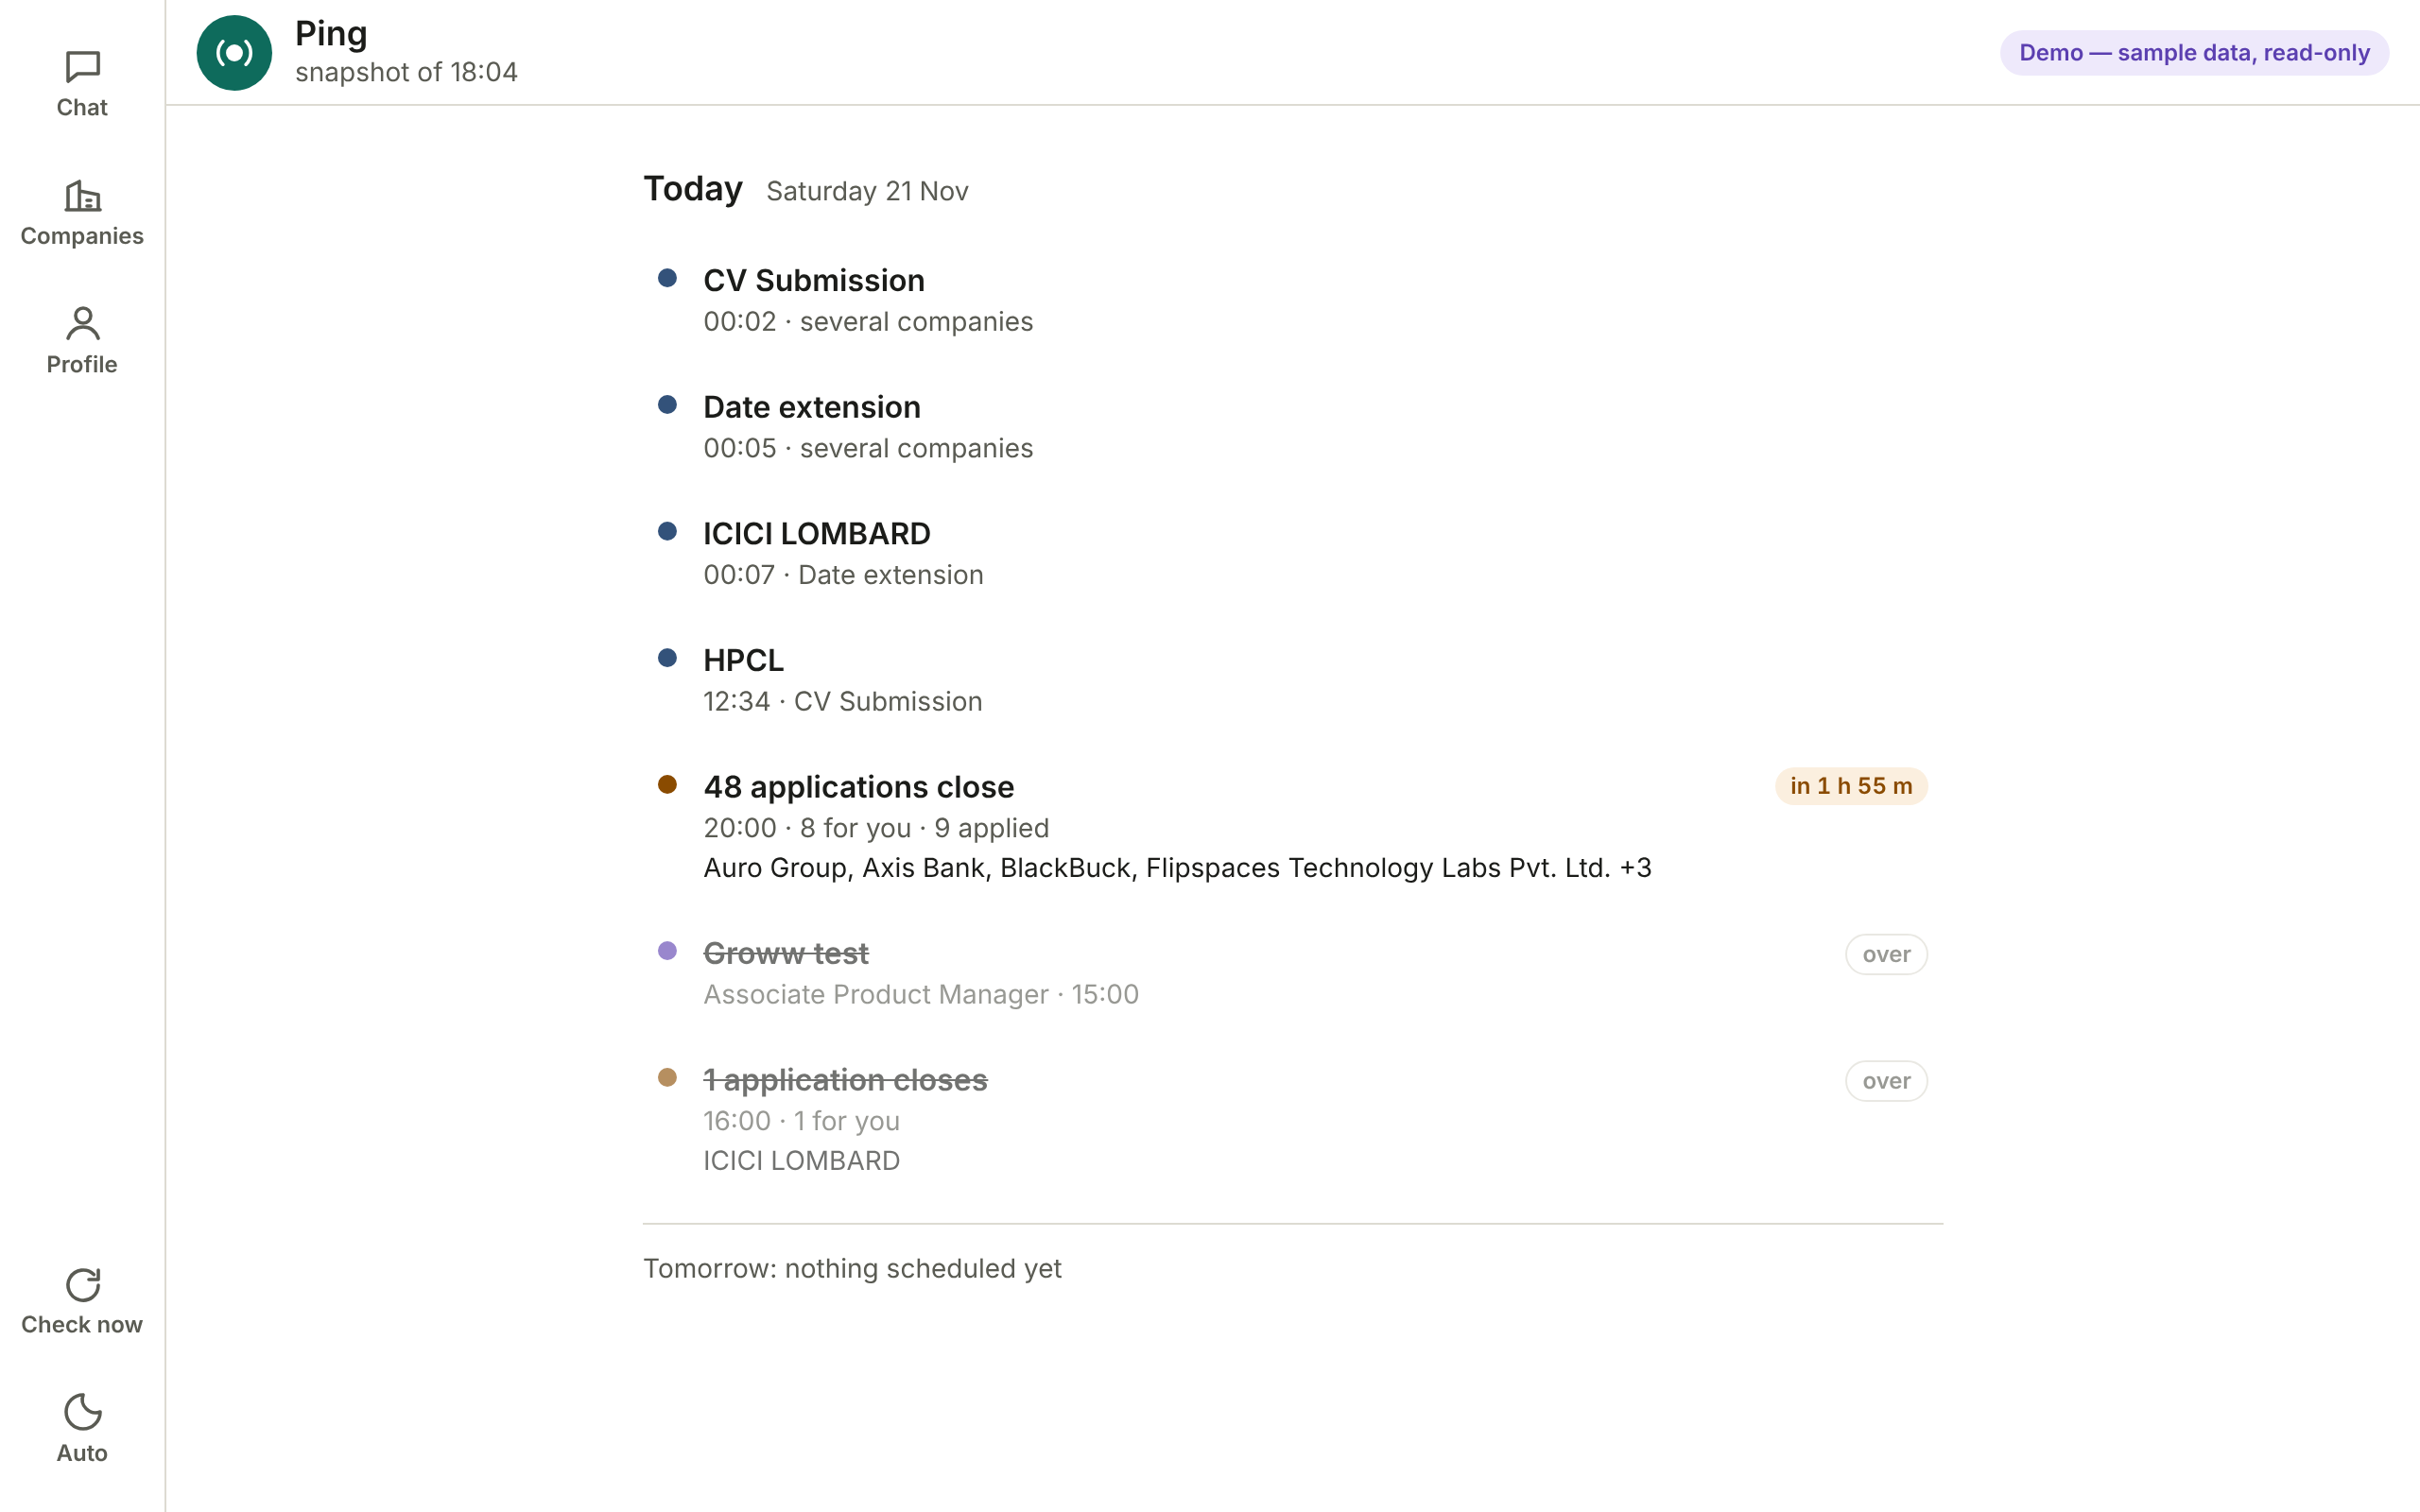 Chat
Companies
Profile
Check now
Auto
Ping
snapshot of 18:04
Demo — sample data, read-only
Today Saturday 21 Nov
CV Submission
00:02 · several companies
Date extension
00:05 · several companies
ICICI LOMBARD
00:07 · Date extension
HPCL
12:34 · CV Submission
48 applications close in 1 h 55 m
20:00 · 8 for you · 9 applied
Auro Group, Axis Bank, BlackBuck, Flipspaces Technology Labs Pvt. Ltd. +3
Groww test over
Associate Product Manager · 15:00
1 application closes over
16:00 · 1 for you
ICICI LOMBARD
Tomorrow: nothing scheduled yet